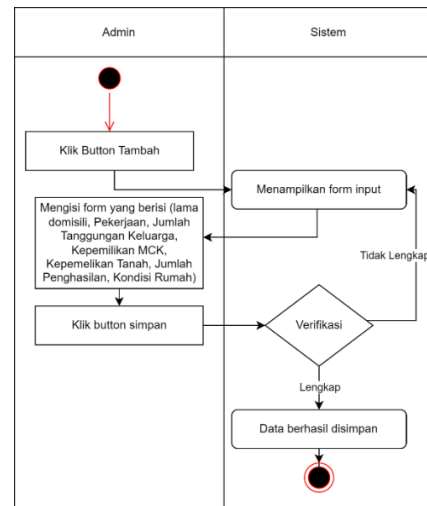 Admin
Sistem
Klik Button Tambah
Menampilkan form input
Mengisi form yang berisi (lama
domisili, Pekerjaan, Jumlah
Tanggungan Keluarga,
Kepemilikan MCK,
Kepemelikan Tanah, Jumlah
Penghasilan, Kondisi Rumah)
Tidak Lengkap
Klik button simpan
Verifikasi
Lengkap
Data berhasil disimpan